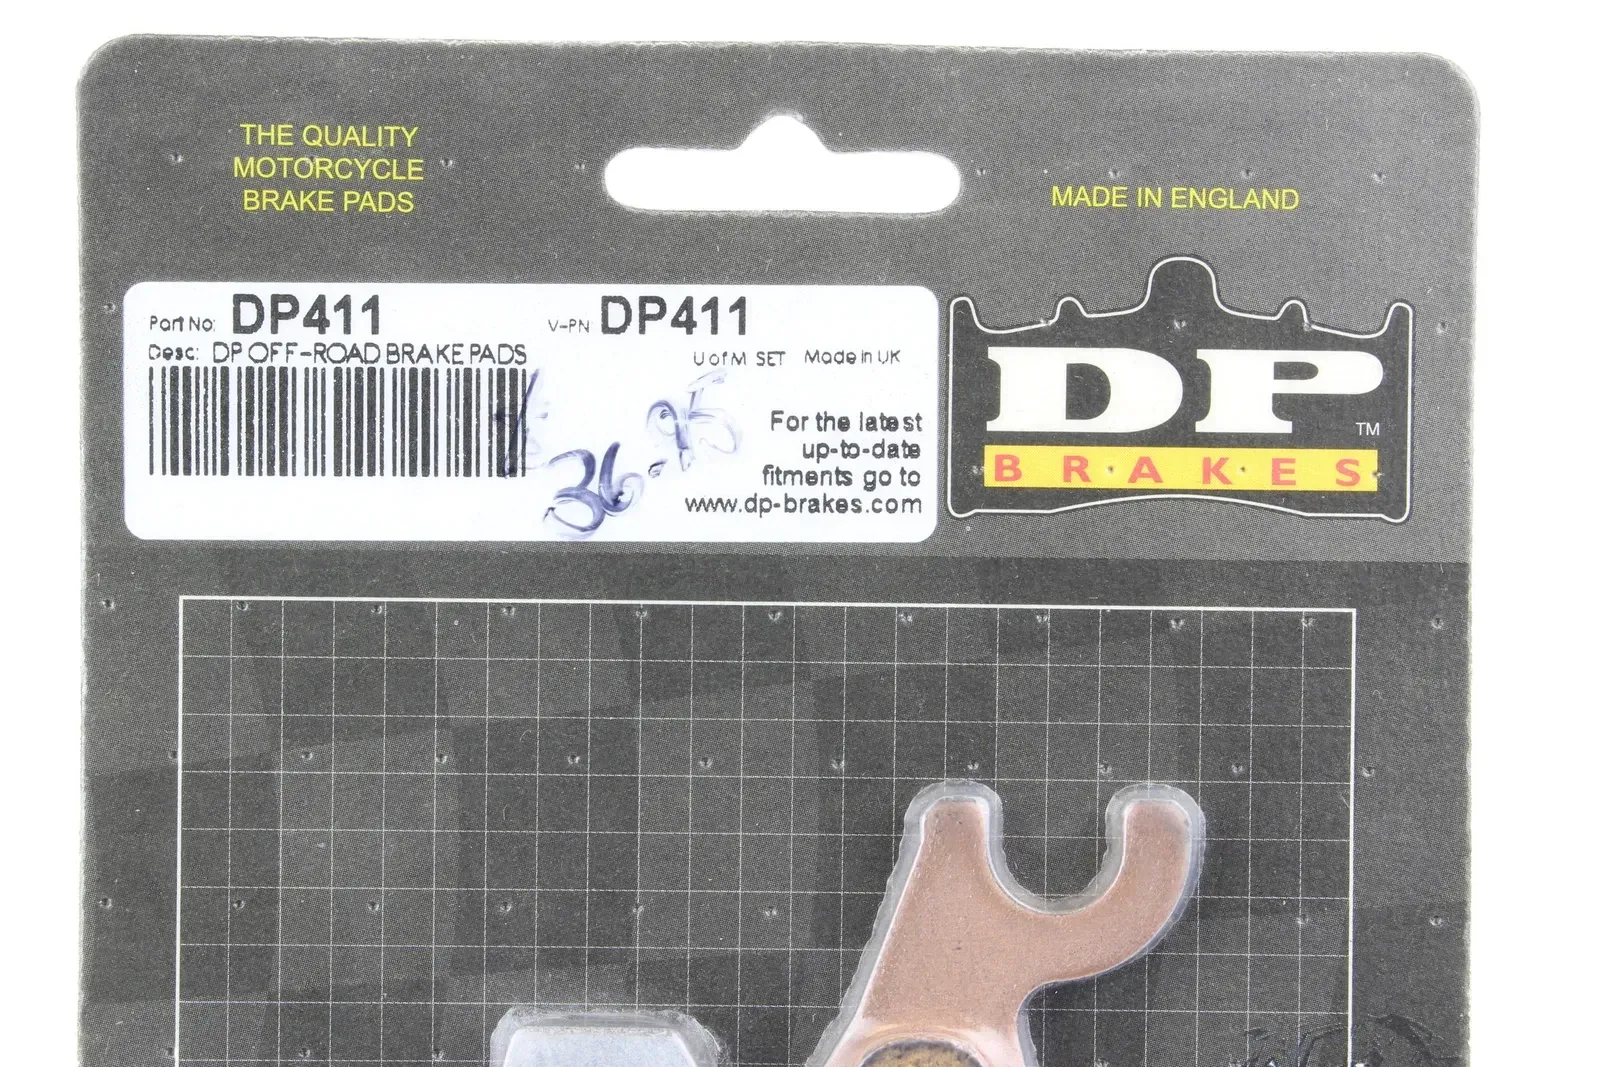 THE QUALITY
MOTORCYCLE
BRAKE PADS
MADE IN ENGLAND
Part No: DP411 V-PN DP411
Desc: DP OFF-ROAD BRAKE PADS U of M SET Made in UK
36.95
For the latest
up-to-date
fitments go to
www.dp-brakes.com
DP TM
BRAKES